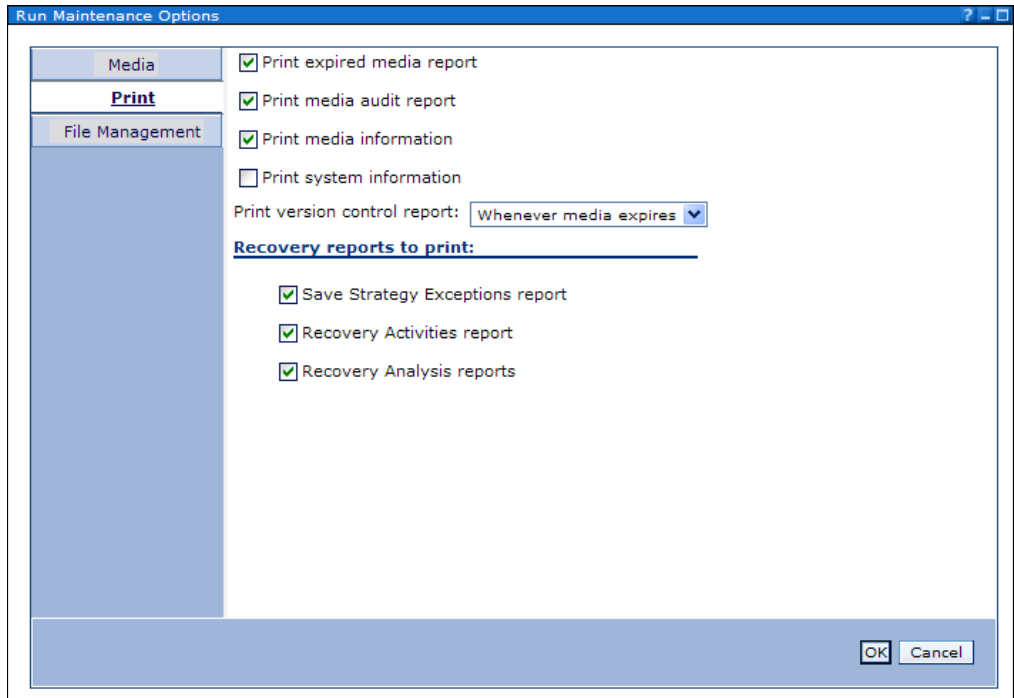 Run Maintenance Options
?
Media
Print
File Management
Print expired media report
Print media audit report
Print media information
Print system information
Print version control report: Whenever media expires
Recovery reports to print:
Save Strategy Exceptions report
Recovery Activities report
Recovery Analysis reports
OK Cancel